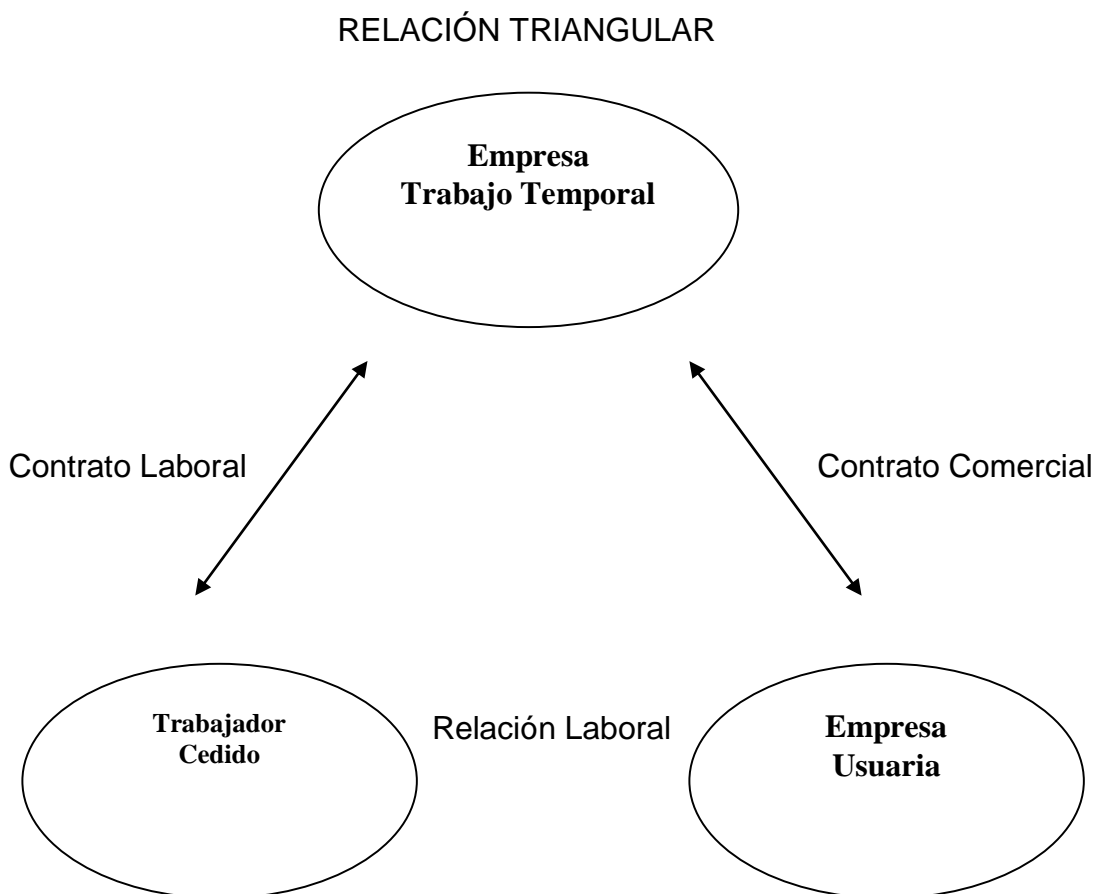 RELACIÓN TRIANGULAR
Empresa
Trabajo Temporal
Contrato Laboral
Contrato Comercial
Trabajador
Cedido
Relación Laboral
Empresa
Usuaria